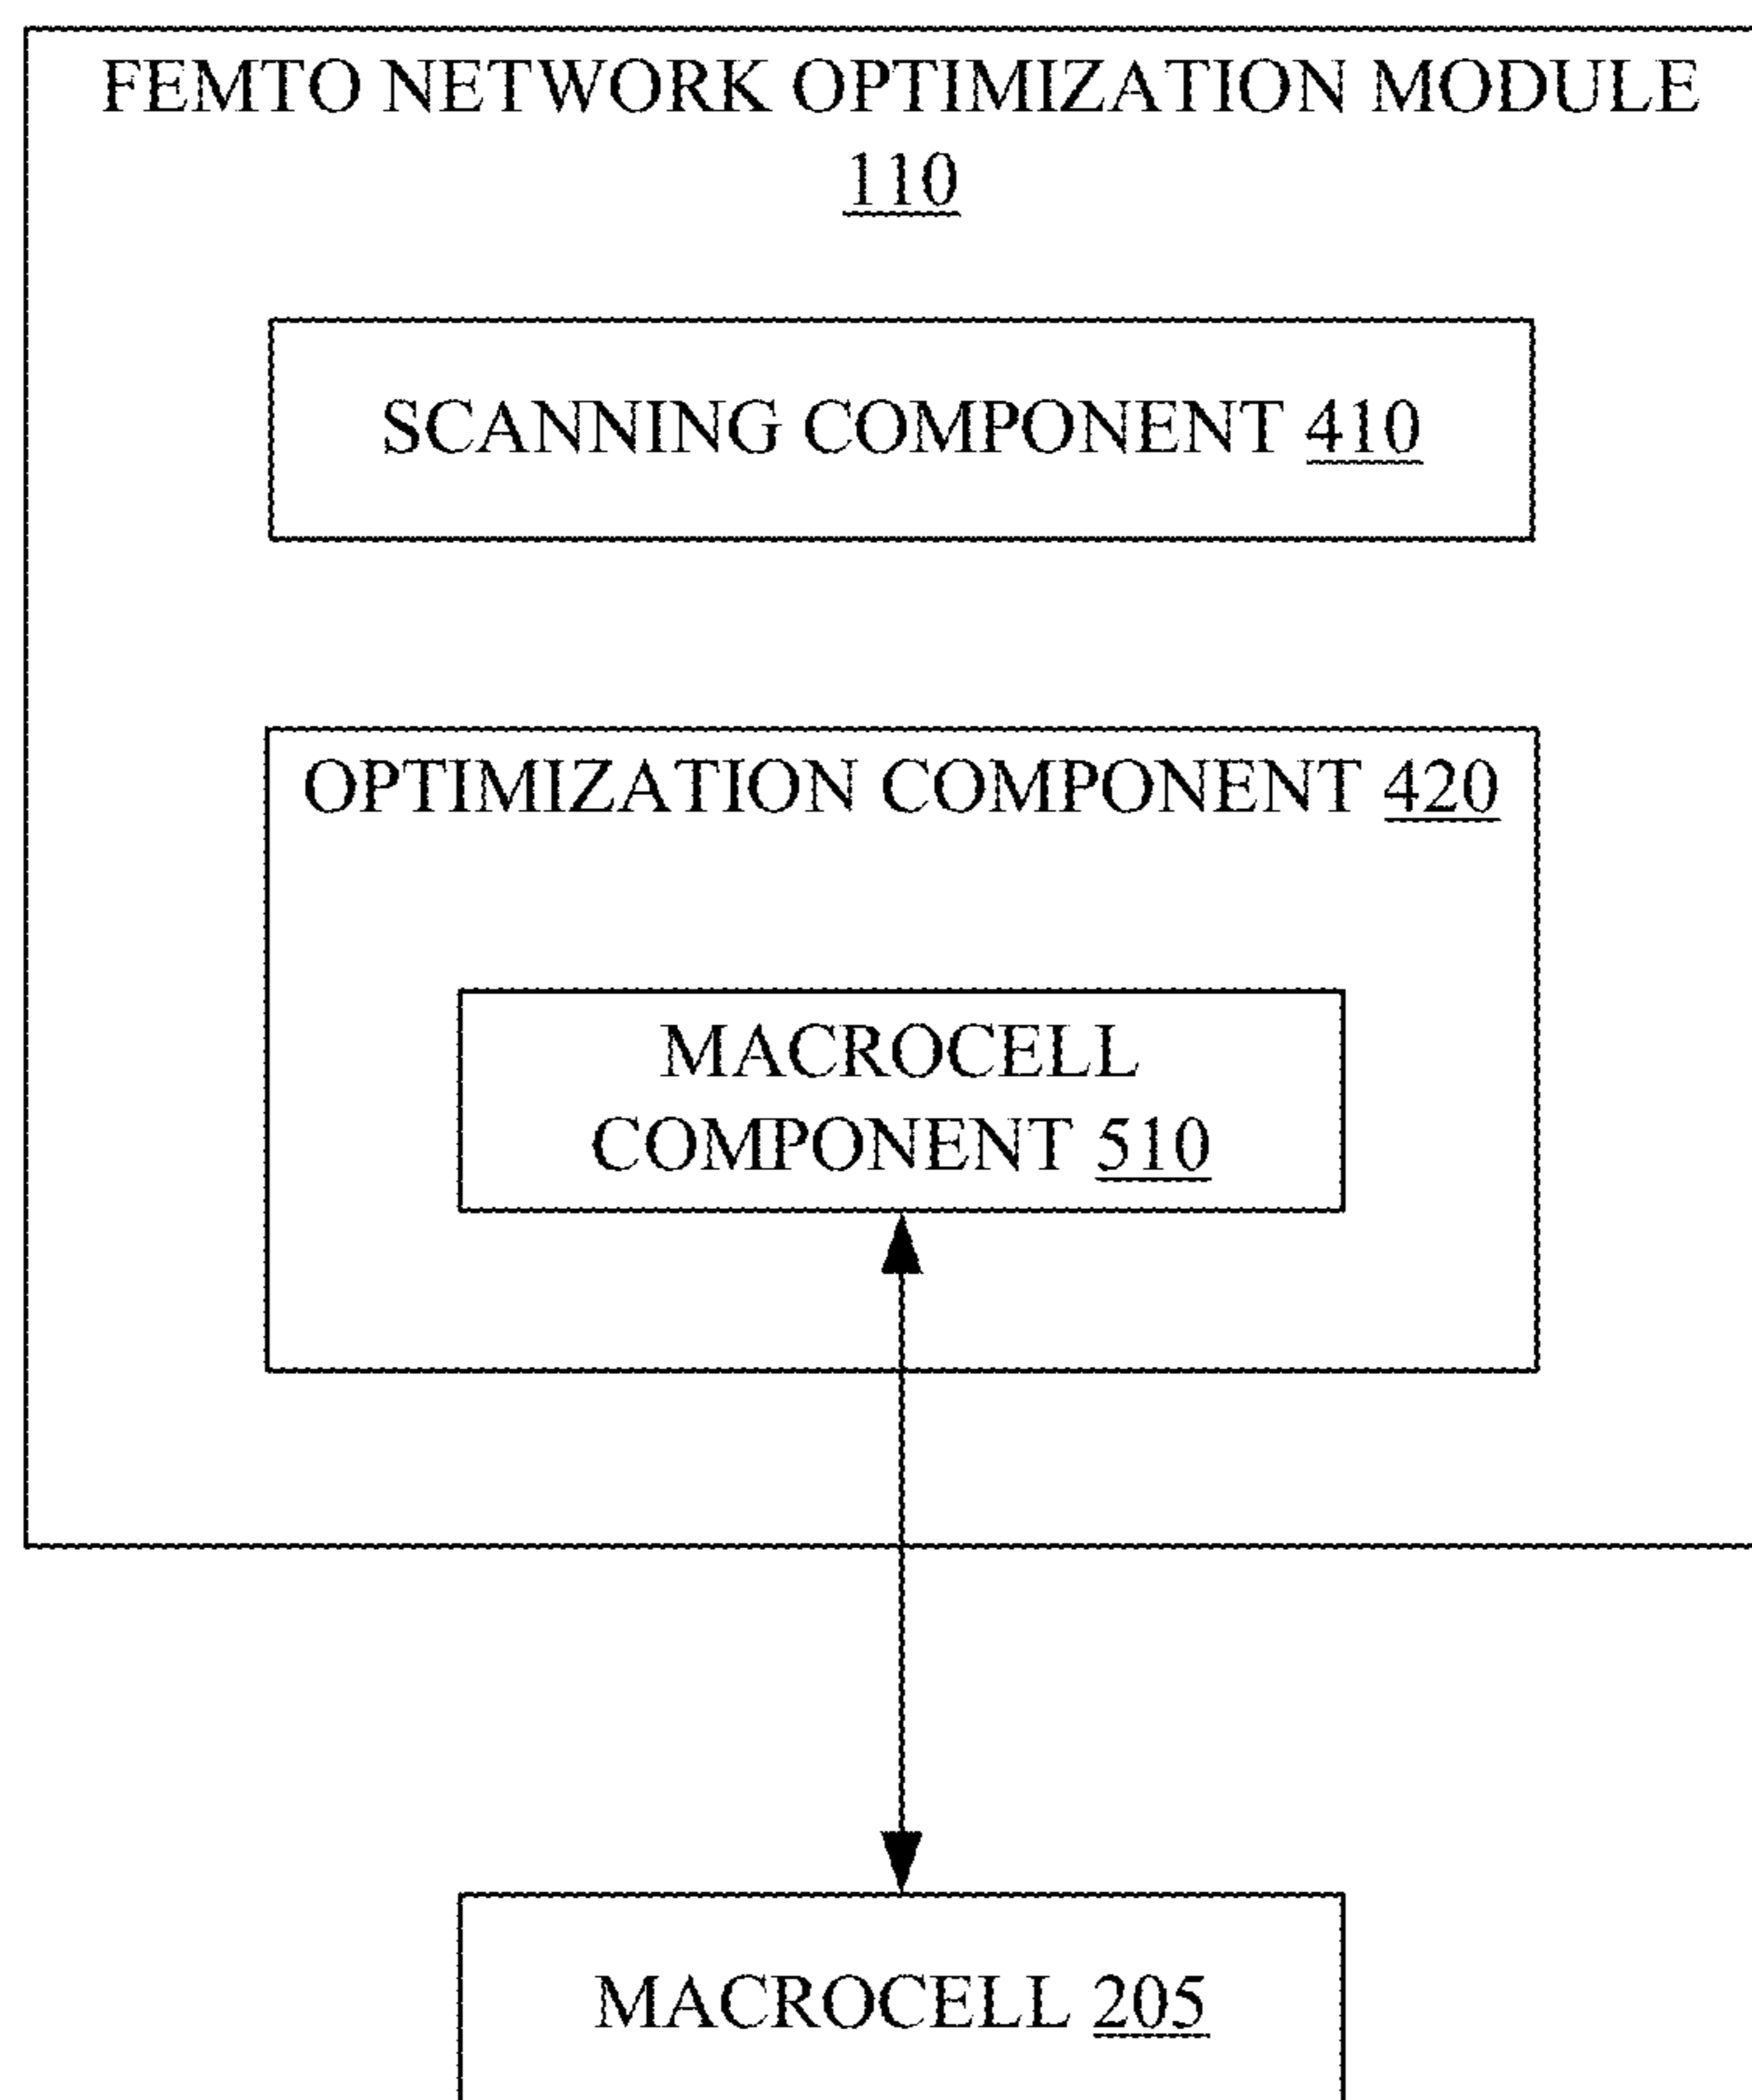 FEMTO NETWORK OPTIMIZATION MODULE
110
SCANNING COMPONENT 410
OPTIMIZATION COMPONENT 420
MACROCELL
COMPONENT 510
MACROCELL 205